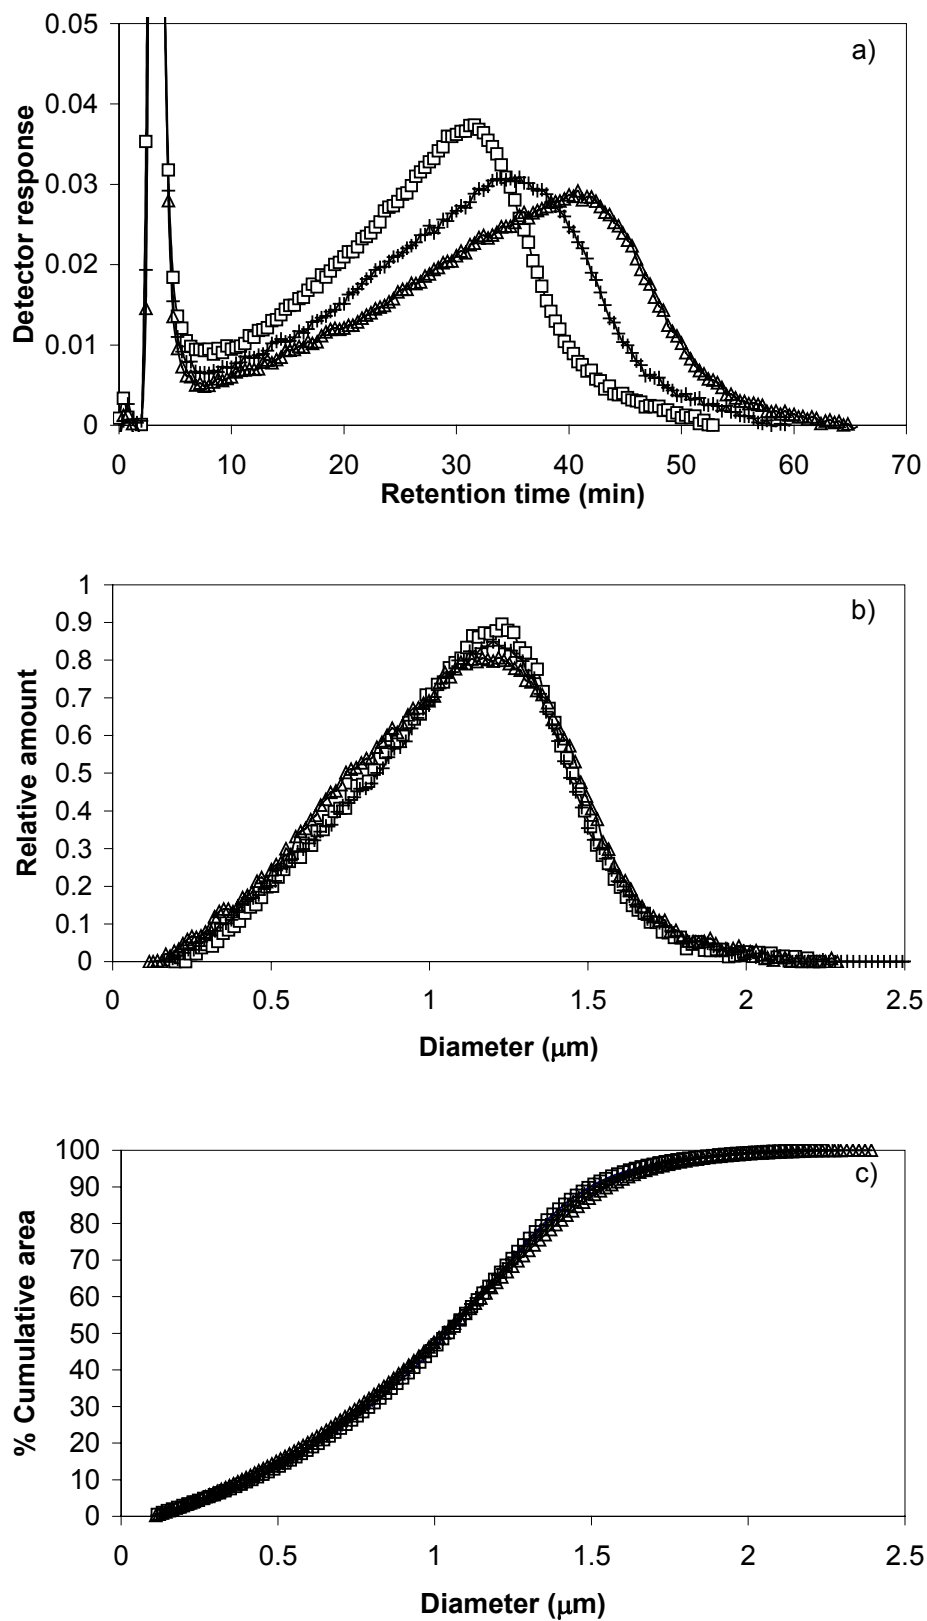 a)
0.05
0.04
0.03
0.02
0.01
0
Detector response
0 10 20 30 40 50 60 70
Retention time (min)
b)
1
0.9
0.8
0.7
0.6
0.5
0.4
0.3
0.2
0.1
0
Relative amount
0 0.5 1 1.5 2 2.5
Diameter (μm)
c)
100
90
80
70
60
50
40
30
20
10
0
% Cumulative area
0 0.5 1 1.5 2 2.5
Diameter (μm)